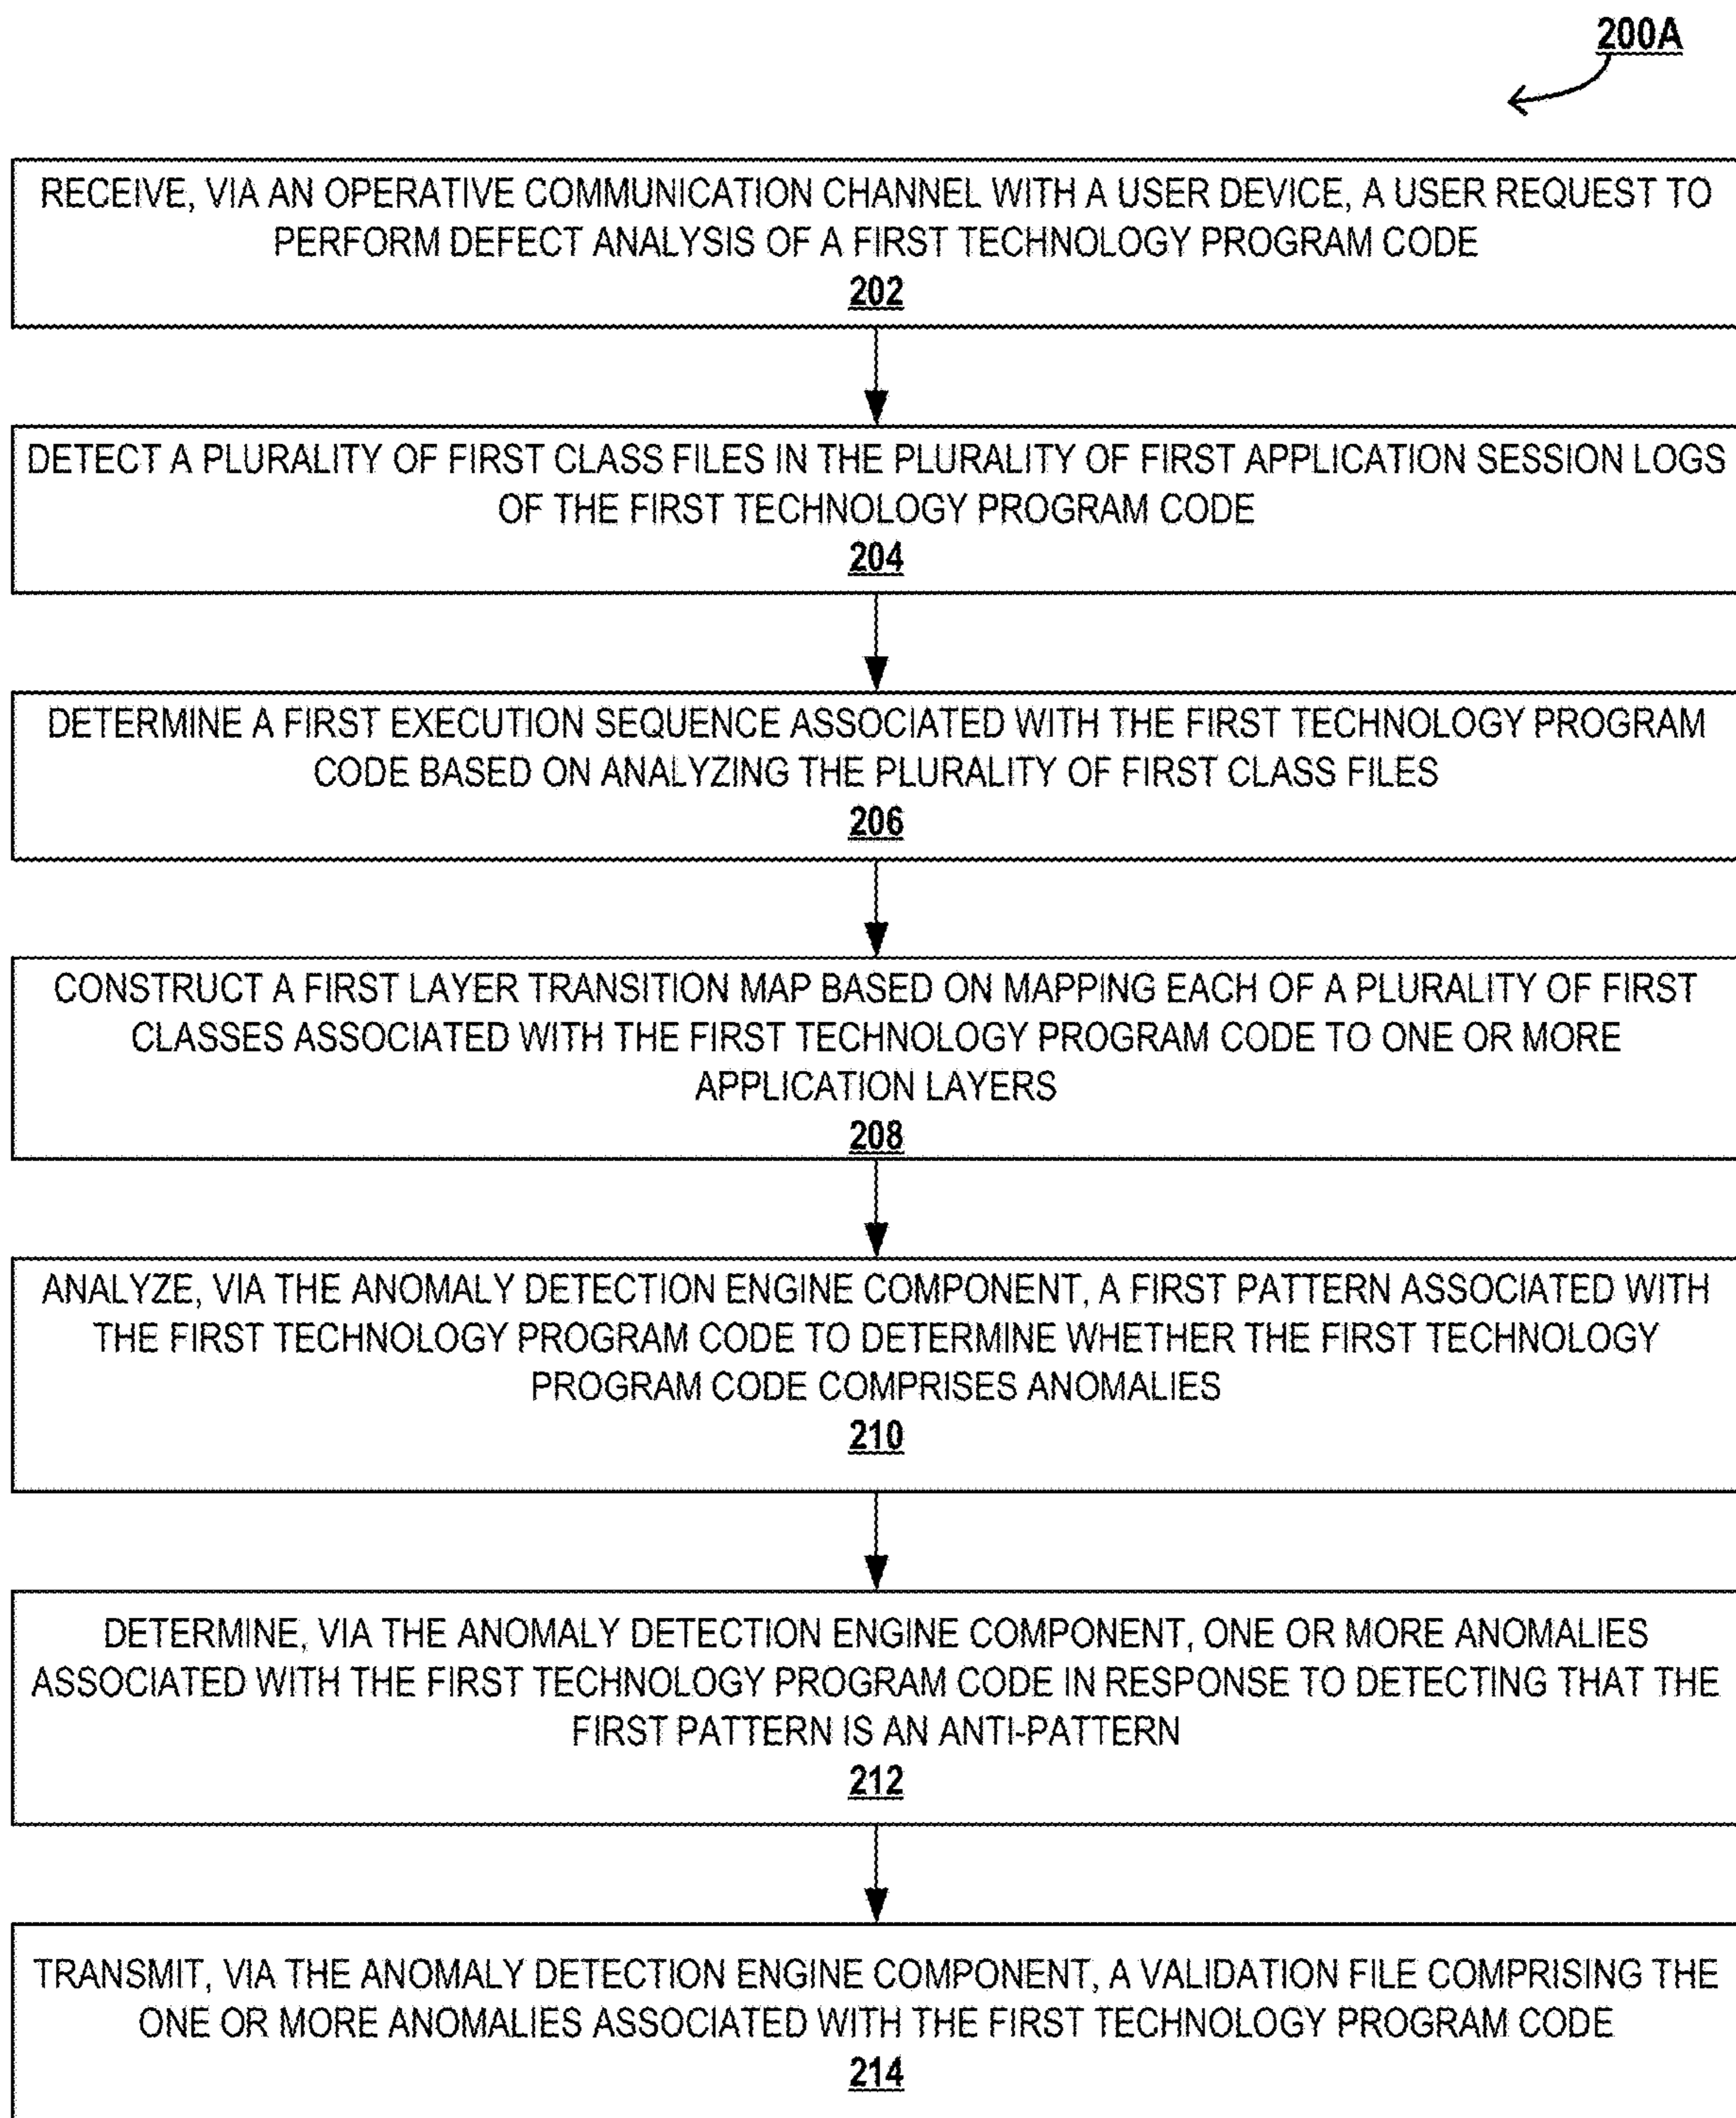 200A
RECEIVE, VIA AN OPERATIVE COMMUNICATION CHANNEL WITH A USER DEVICE, A USER REQUEST TO
PERFORM DEFECT ANALYSIS OF A FIRST TECHNOLOGY PROGRAM CODE
202
DETECT A PLURALITY OF FIRST CLASS FILES IN THE PLURALITY OF FIRST APPLICATION SESSION LOGS
OF THE FIRST TECHNOLOGY PROGRAM CODE
204
DETERMINE A FIRST EXECUTION SEQUENCE ASSOCIATED WITH THE FIRST TECHNOLOGY PROGRAM
CODE BASED ON ANALYZING THE PLURALITY OF FIRST CLASS FILES
206
CONSTRUCT A FIRST LAYER TRANSITION MAP BASED ON MAPPING EACH OF A PLURALITY OF FIRST
CLASSES ASSOCIATED WITH THE FIRST TECHNOLOGY PROGRAM CODE TO ONE OR MORE
APPLICATION LAYERS
208
ANALYZE, VIA THE ANOMALY DETECTION ENGINE COMPONENT, A FIRST PATTERN ASSOCIATED WITH
THE FIRST TECHNOLOGY PROGRAM CODE TO DETERMINE WHETHER THE FIRST TECHNOLOGY
PROGRAM CODE COMPRISES ANOMALIES
210
DETERMINE, VIA THE ANOMALY DETECTION ENGINE COMPONENT, ONE OR MORE ANOMALIES
ASSOCIATED WITH THE FIRST TECHNOLOGY PROGRAM CODE IN RESPONSE TO DETECTING THAT THE
FIRST PATTERN IS AN ANTI-PATTERN
212
TRANSMIT, VIA THE ANOMALY DETECTION ENGINE COMPONENT, A VALIDATION FILE COMPRISING THE
ONE OR MORE ANOMALIES ASSOCIATED WITH THE FIRST TECHNOLOGY PROGRAM CODE
214